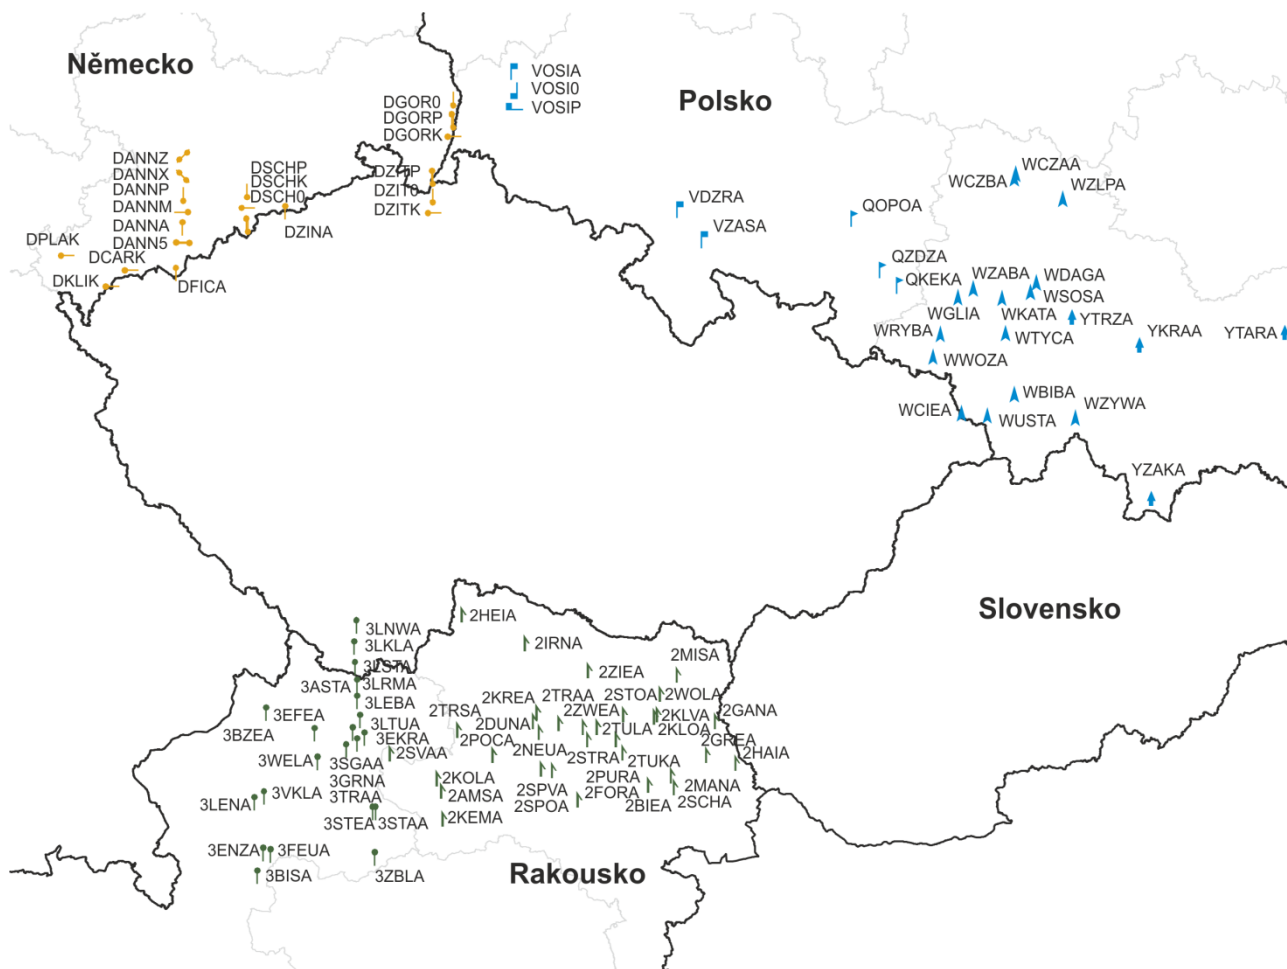 Německo
Polsko
Slovensko
Rakousko
VOSIA
VOSI0
VOSIP
DGOR0
DGORP
DGORK
DANNZ
DANNX
DANNP
DANNM
DANNA
DANN5
DSCHP
DSCHK
DSCH0
DZINA
DZITP
DZIT0
DZITK
DPLAK
DCARK
DKLIK
DFICA
VDZRA
VZASA
QOPOA
QZDZA
QKEKA
WCZAA
WCZBA
WZLPA
WZABA
WDAGA
WSOSA
WGLIA
WKATA
YTRZA
WRYBA
WTYCA
YKRAA
YTARA
WWOZA
WBIBA
WCIEA
WUSTA
WZYWA
YZAKA
3LNWA
3LKLA
3LSTA
3ASTA
3LRMA
3LEBA
3EFEA
3LTUA
3BZEA
3EKRA
3WELA
3SGAA
3GRNA
3VKLA
3TRAA
3LENA
3STEA
3STAA
3ENZA
3FEUA
3BISA
3ZBLA
2HEIA
2IRNA
2ZIEA
2MISA
2KREA
2TRAA
2STOA
2WOLA
2TRSA
2DUNA
2ZWEA
2KLVA
2GANA
2POCA
2TULA
2KLOA
2SVAA
2NEUA
2STRA
2TUKA
2GREA
2HAIA
2KOLA
2AMSA
2SPVA
2PURA
2MANA
2SPOA
2FORA
2BIEA
2SCHA
2KEMA